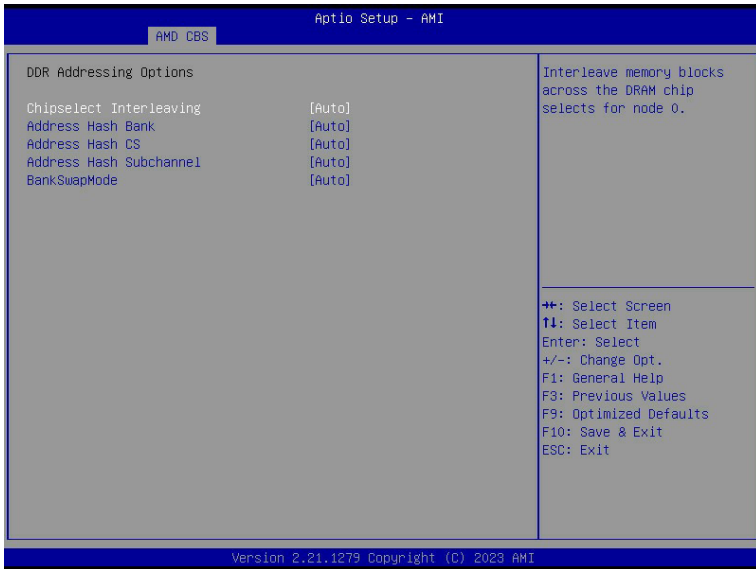 Aptio Setup - AMI
AMD CBS
DDR Addressing Options
Chipselect Interleaving [Auto]
Address Hash Bank [Auto]
Address Hash CS [Auto]
Address Hash Subchannel [Auto]
BankSwapMode [Auto]
Interleave memory blocks
across the DRAM chip
selects for node 0.
→←: Select Screen
↑↓: Select Item
Enter: Select
+/-: Change Opt.
F1: General Help
F3: Previous Values
F9: Optimized Defaults
F10: Save & Exit
ESC: Exit
Version 2.21.1279 Copyright (C) 2023 AMI